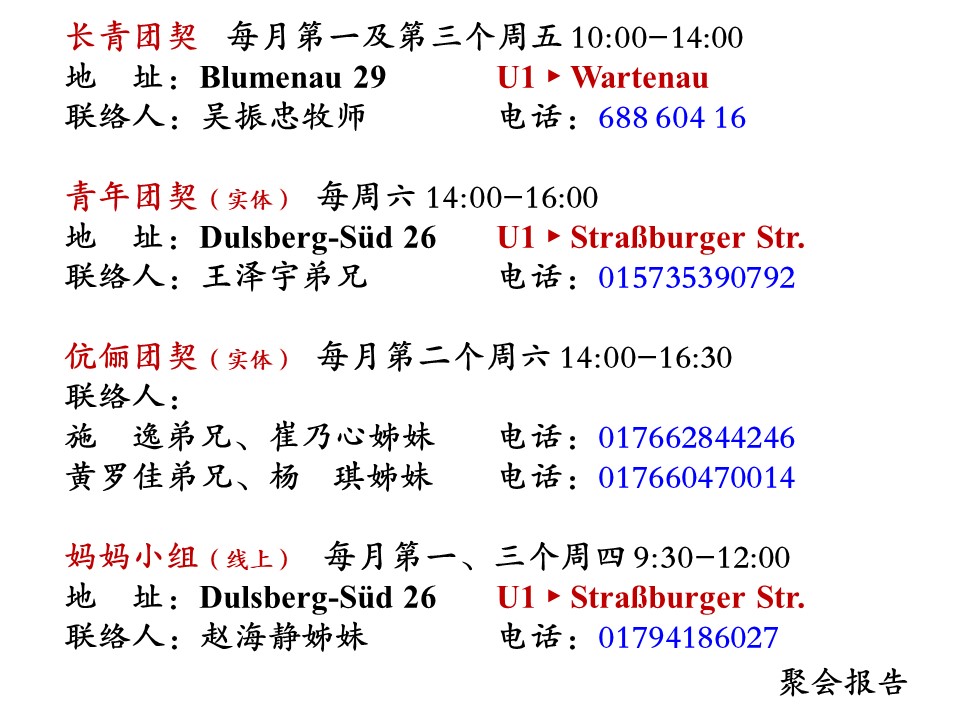 长青团契 每月第一及第三个周五 10:00-14:00
地 址：Blumenau 29 U1 ▸ Wartenau
联络人：吴振忠牧师 电话：688 604 16
青年团契（实体） 每周六 14:00-16:00
地 址：Dulsberg-Süd 26 U1 ▸ Straßburger Str.
联络人：王泽宇弟兄 电话：015735390792
伉俪团契（实体） 每月第二个周六 14:00-16:30
联络人：
施 逸弟兄、崔乃心姊妹 电话：017662844246
黄罗佳弟兄、杨 琪姊妹 电话：017660470014
妈妈小组（线上） 每月第一、三个周四 9:30-12:00
地 址：Dulsberg-Süd 26 U1 ▸ Straßburger Str.
联络人：赵海静姊妹 电话：01794186027
聚会报告